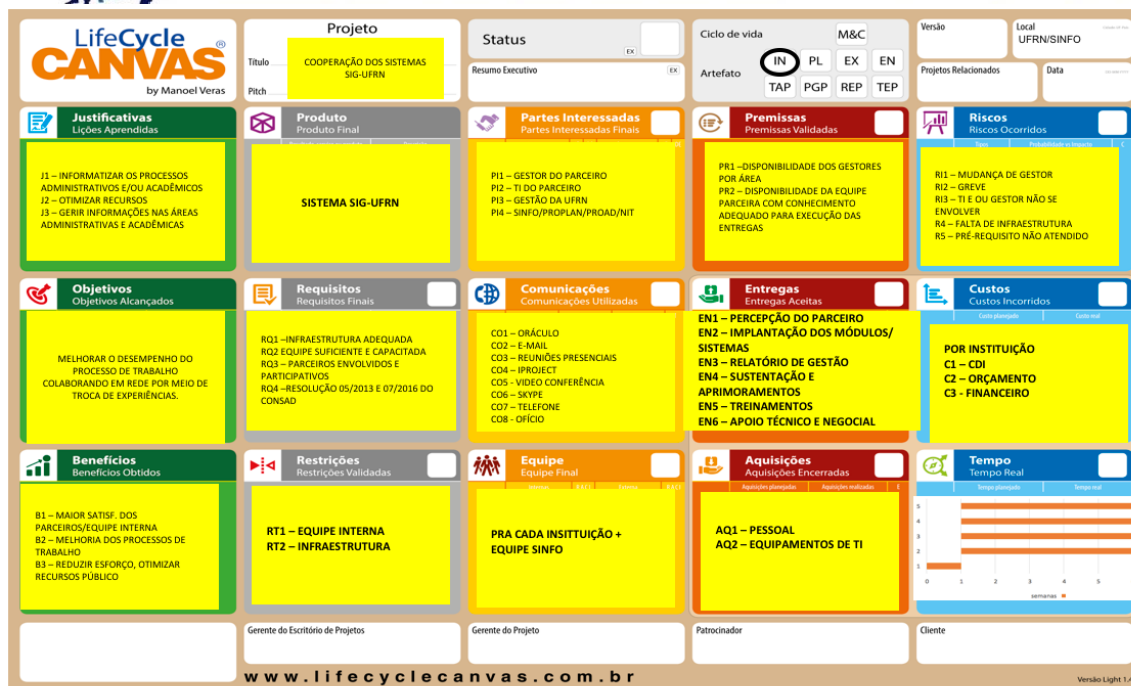 LifeCycle
CANVAS ®
by Manoel Veras
Projeto
Título
COOPERAÇÃO DOS SISTEMAS
SIG-UFRN
Pitch
Status
EX
Resumo Executivo
EX
Ciclo de vida
M&C
IN PL EX EN
Artefato
TAP PGP REP TEP
Versão
Local
UFRN/SINFO
Projetos Relacionados
Data
Justificativas
Lições Aprendidas
J1 – INFORMATIZAR OS PROCESSOS
ADMINISTRATIVOS E/OU ACADÊMICOS
J2 – OTIMIZAR RECURSOS
J3 – GERIR INFORMAÇÕES NAS ÁREAS
ADMINISTRATIVAS E ACADÊMICAS
Produto
Produto Final
SISTEMA SIG-UFRN
Partes Interessadas
Partes Interessadas Finais
PI1 – GESTOR DO PARCEIRO
PI2 – TI DO PARCEIRO
PI3 – GESTÃO DA UFRN
PI4 – SINFO/PROPLAN/PROAD/NIT
Premissas
Premissas Validadas
PR1 –DISPONIBILIDADE DOS GESTORES
POR ÁREA
PR2 – DISPONIBILIDADE DA EQUIPE
PARCEIRA COM CONHECIMENTO
ADEQUADO PARA EXECUÇÃO DAS
ENTREGAS
Riscos
Riscos Ocorridos
Tipos Probabilidade vs Impacto C
RI1 – MUDANÇA DE GESTOR
RI2 – GREVE
RI3 – TI E OU GESTOR NÃO SE
ENVOLVER
R4 – FALTA DE INFRAESTRUTURA
R5 – PRÉ-REQUISITO NÃO ATENDIDO
Objetivos
Objetivos Alcançados
MELHORAR O DESEMPENHO DO
PROCESSO DE TRABALHO
COLABORANDO EM REDE POR MEIO DE
TROCA DE EXPERIÊNCIAS.
Requisitos
Requisitos Finais
RQ1 –INFRAESTRUTURA ADEQUADA
RQ2 EQUIPE SUFICIENTE E CAPACITADA
RQ3 – PARCEIROS ENVOLVIDOS E
PARTICIPATIVOS
RQ4 –RESOLUÇÃO 05/2013 E 07/2016 DO
CONSAD
Comunicações
Comunicações Utilizadas
CO1 – ORÁCULO
CO2 – E-MAIL
CO3 – REUNIÕES PRESENCIAIS
CO4 – IPROJECT
CO5 - VIDEO CONFERÊNCIA
CO6 – SKYPE
CO7 – TELEFONE
CO8 - OFÍCIO
Entregas
Entregas Aceitas
EN1 – PERCEPÇÃO DO PARCEIRO
EN2 – IMPLANTAÇÃO DOS MÓDULOS/
SISTEMAS
EN3 – RELATÓRIO DE GESTÃO
EN4 – SUSTENTAÇÃO E
APRIMORAMENTOS
EN5 – TREINAMENTOS
EN6 – APOIO TÉCNICO E NEGOCIAL
Custos
Custos Incorridos
Custo planejado Custo real
POR INSTITUIÇÃO
C1 – CDI
C2 – ORÇAMENTO
C3 - FINANCEIRO
Benefícios
Benefícios Obtidos
B1 – MAIOR SATISF. DOS
PARCEIROS/EQUIPE INTERNA
B2 – MELHORIA DOS PROCESSOS DE
TRABALHO
B3 – REDUZIR ESFORÇO, OTIMIZAR
RECURSOS PÚBLICO
Restrições
Restrições Validadas
RT1 – EQUIPE INTERNA
RT2 – INFRAESTRUTURA
Equipe
Equipe Final
PRA CADA INSITTUIÇÃO +
EQUIPE SINFO
Aquisições
Aquisições Encerradas
Aquisições planejadas Aquisições realizadas E
AQ1 – PESSOAL
AQ2 – EQUIPAMENTOS DE TI
Tempo
Tempo Real
Tempo planejado Tempo real
5
4
3
2
1
0 1 2 3 4 5
semanas
Gerente do Escritório de Projetos
Gerente do Projeto
Patrocinador
Cliente
www.lifecyclecanvas.com.br